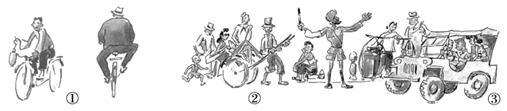 ① ② ③